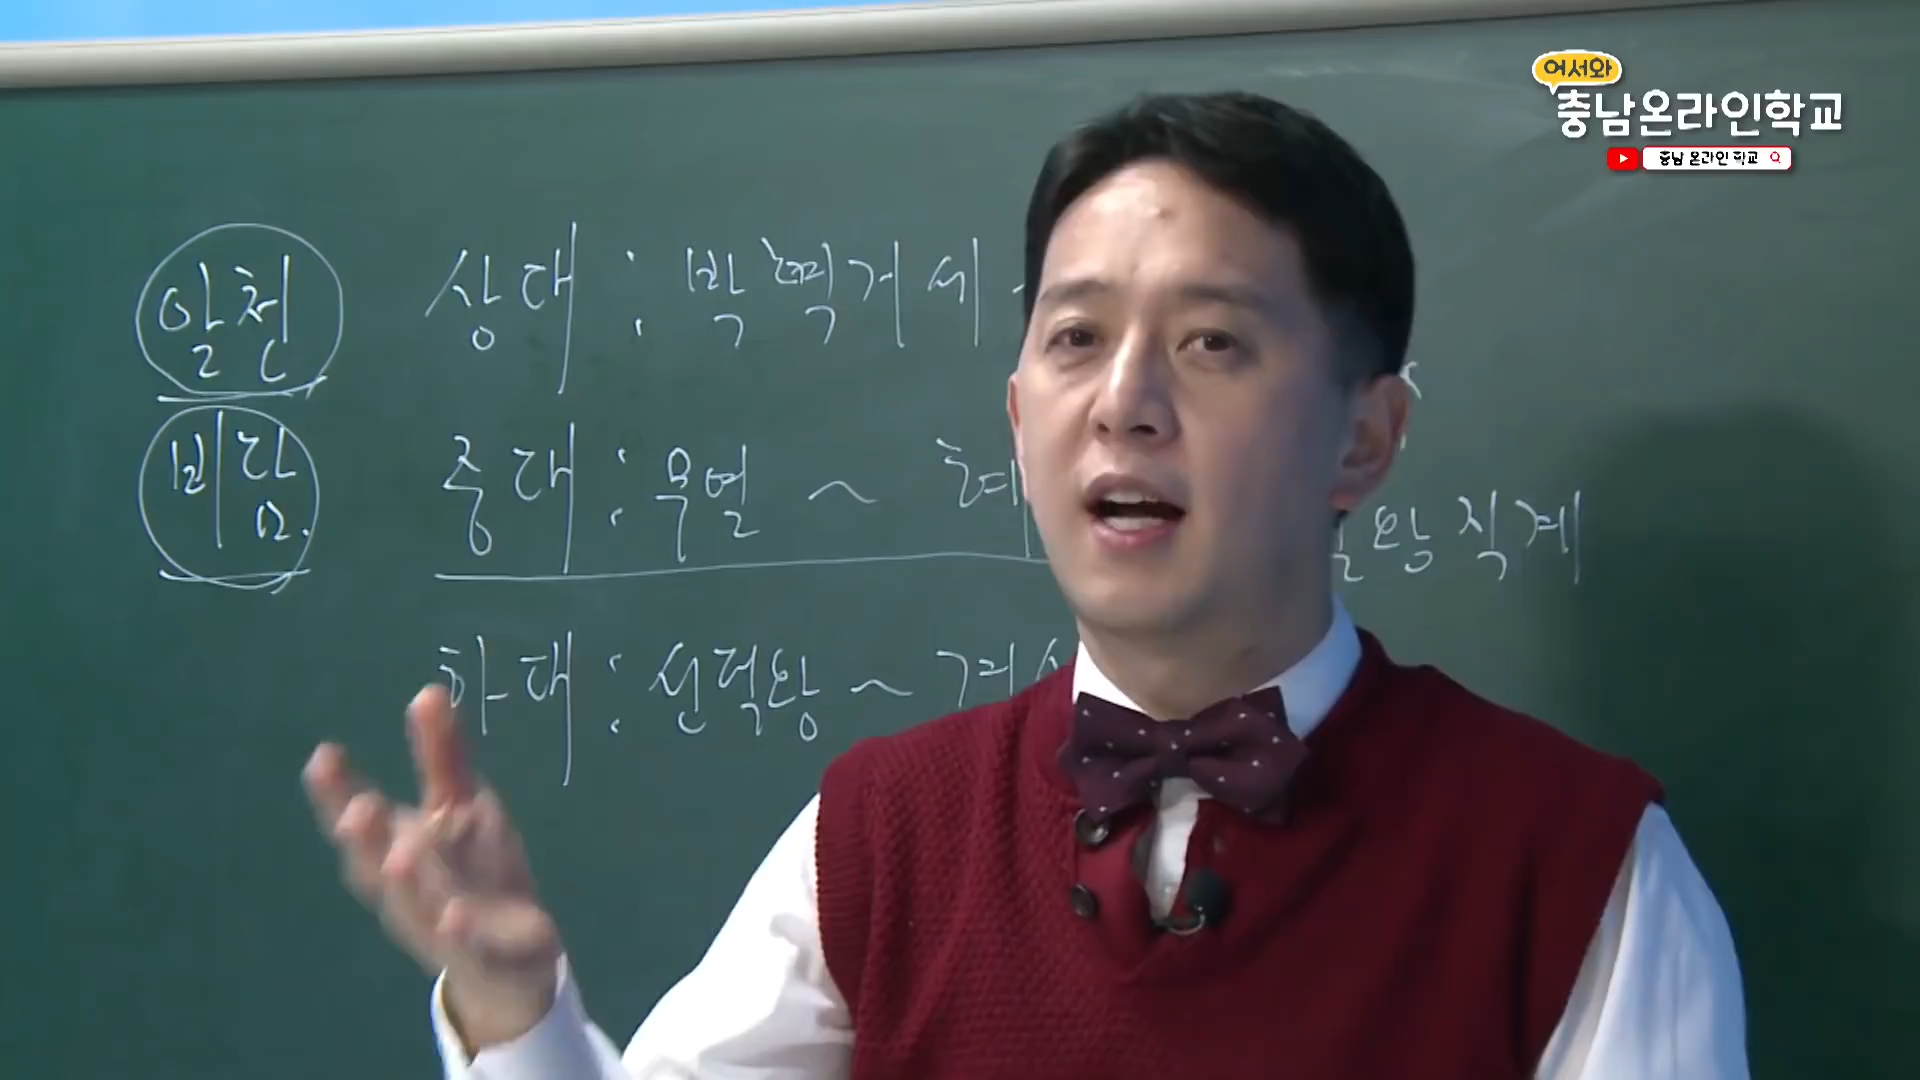 어서와
충남온라인학교
충남 온라인 학교
알천
상대 : 박혁거세
비담.
중대 : 무열 ~ 혜
왕직계
하대 : 선덕왕 ~